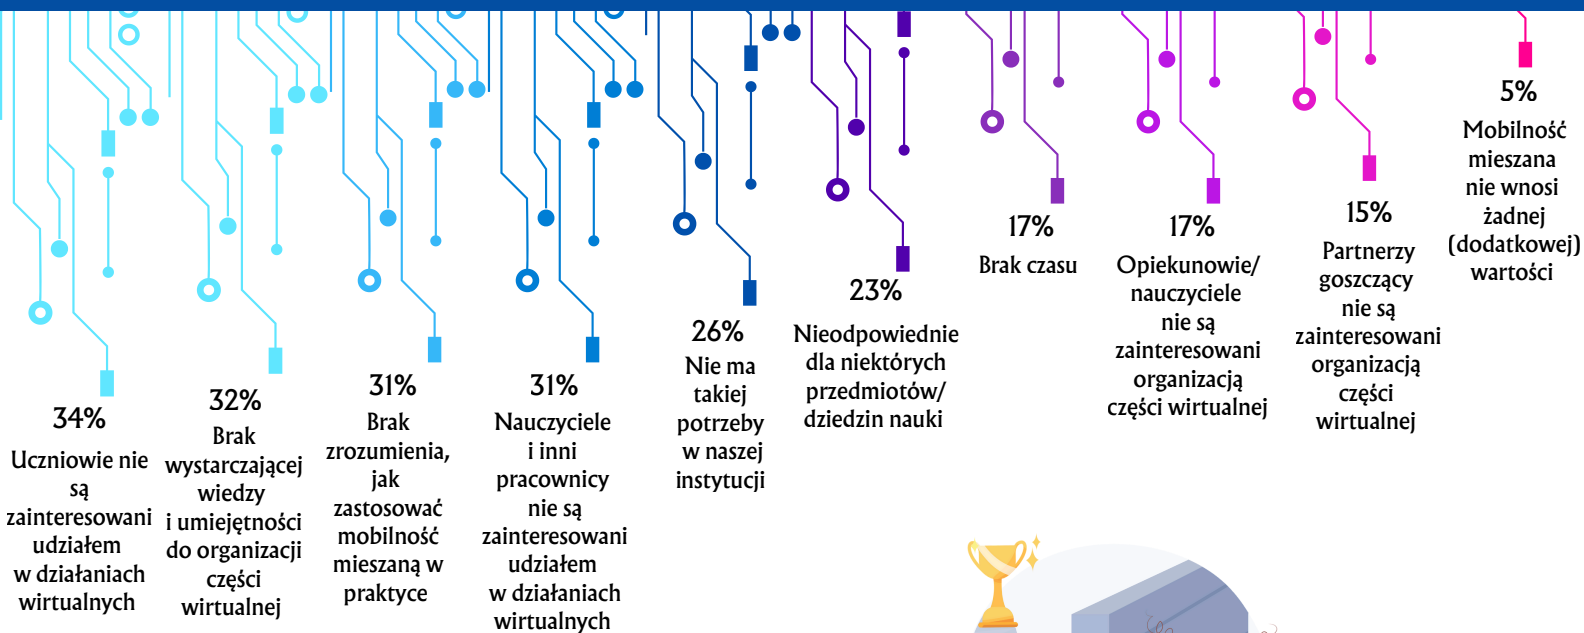 34%
Uczniowie nie
są
zainteresowani
udziałem
w działaniach
wirtualnych
32%
Brak
wystarczającej
wiedzy
i umiejętności
do organizacji
części
wirtualnej
31%
Brak
zrozumienia,
jak
zastosować
mobilność
mieszaną w
praktyce
31%
Nauczyciele
i inni
pracownicy
nie są
zainteresowani
udziałem
w działaniach
wirtualnych
26%
Nie ma
takiej
potrzeby
w naszej
instytucji
23%
Nieodpowiednie
dla niektórych
przedmiotów/
dziedzin nauki
17%
Brak czasu
17%
Opiekunowie/
nauczyciele
nie są
zainteresowani
organizacją
części wirtualnej
15%
Partnerzy
goszczący
nie są
zainteresowani
organizacją
części
wirtualnej
5%
Mobilność
mieszana
nie wnosi
żadnej
(dodatkowej)
wartości